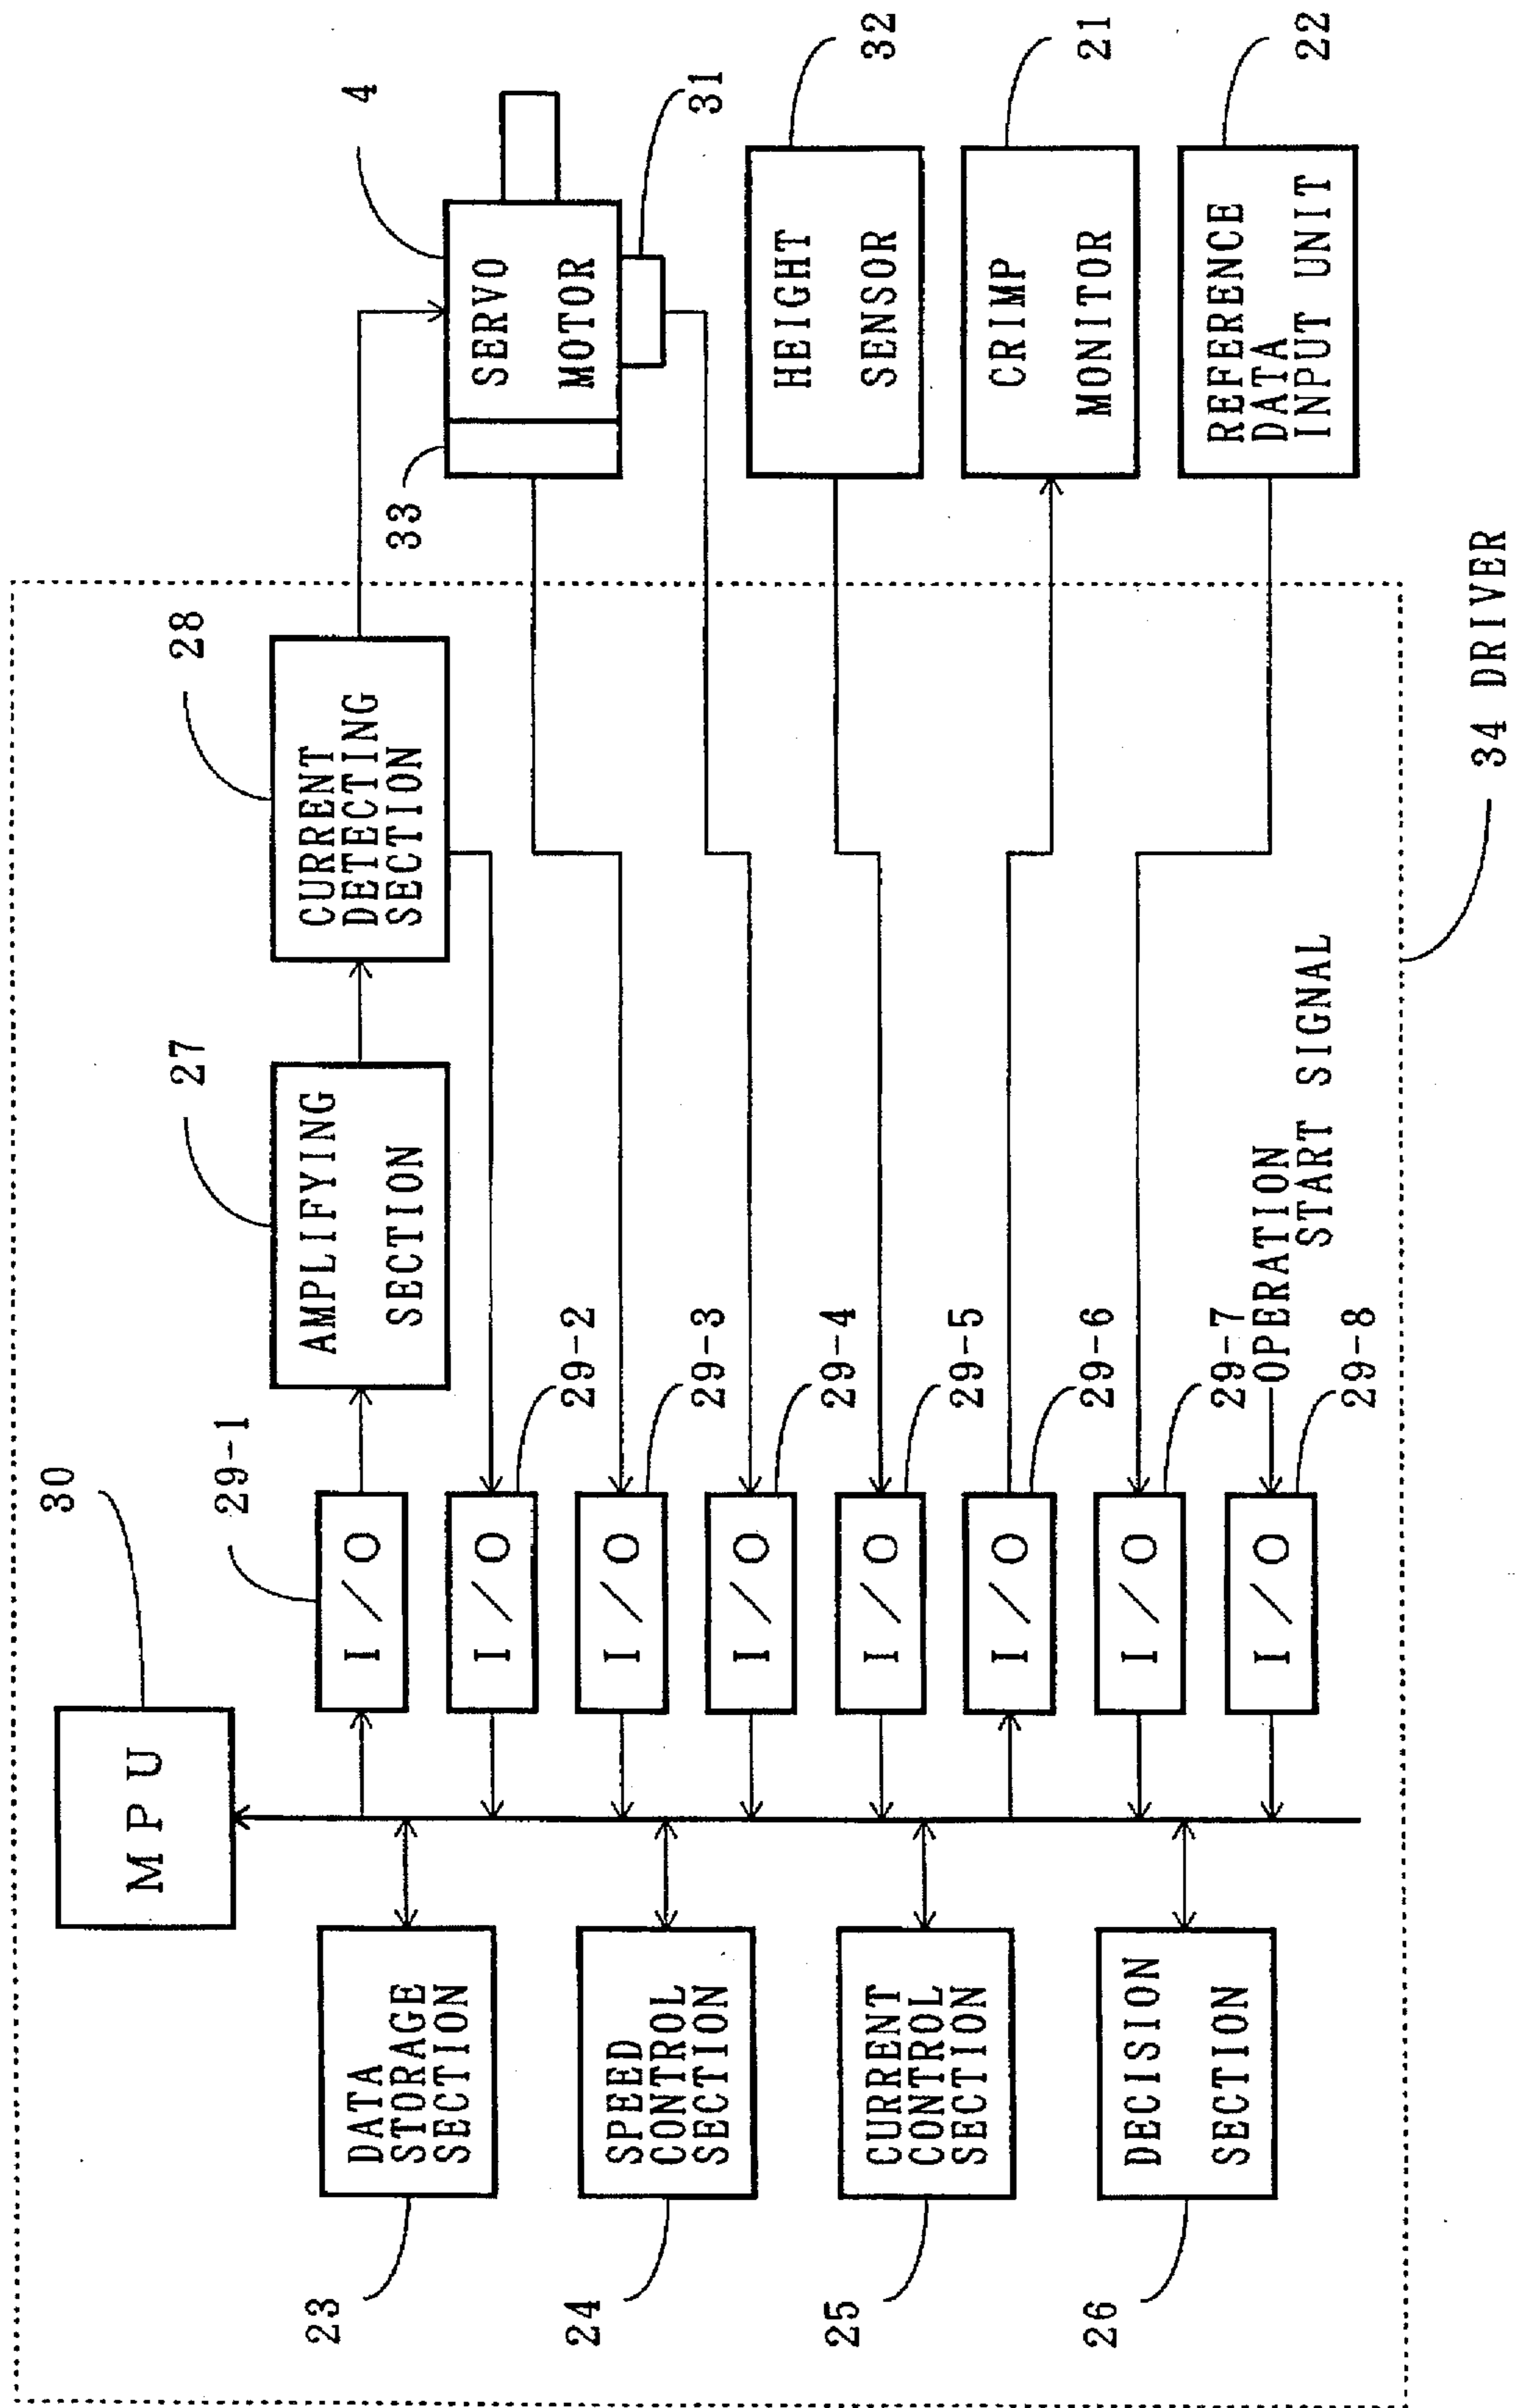 30
MPU
23
DATA
STORAGE
SECTION
24
SPEED
CONTROL
SECTION
25
CURRENT
CONTROL
SECTION
26
DECISION
SECTION
29-1
I/O
I/O
29-2
I/O
29-3
I/O
29-4
I/O
29-5
I/O
29-6
I/O
29-7
I/O
29-8
OPERATION
START SIGNAL
27
AMPLIFYING
SECTION
28
CURRENT
DETECTING
SECTION
33
SERVO
MOTOR
4
31
HEIGHT
SENSOR
32
CRIMP
MONITOR
21
REFERENCE
DATA
INPUT UNIT
22
34 DRIVER